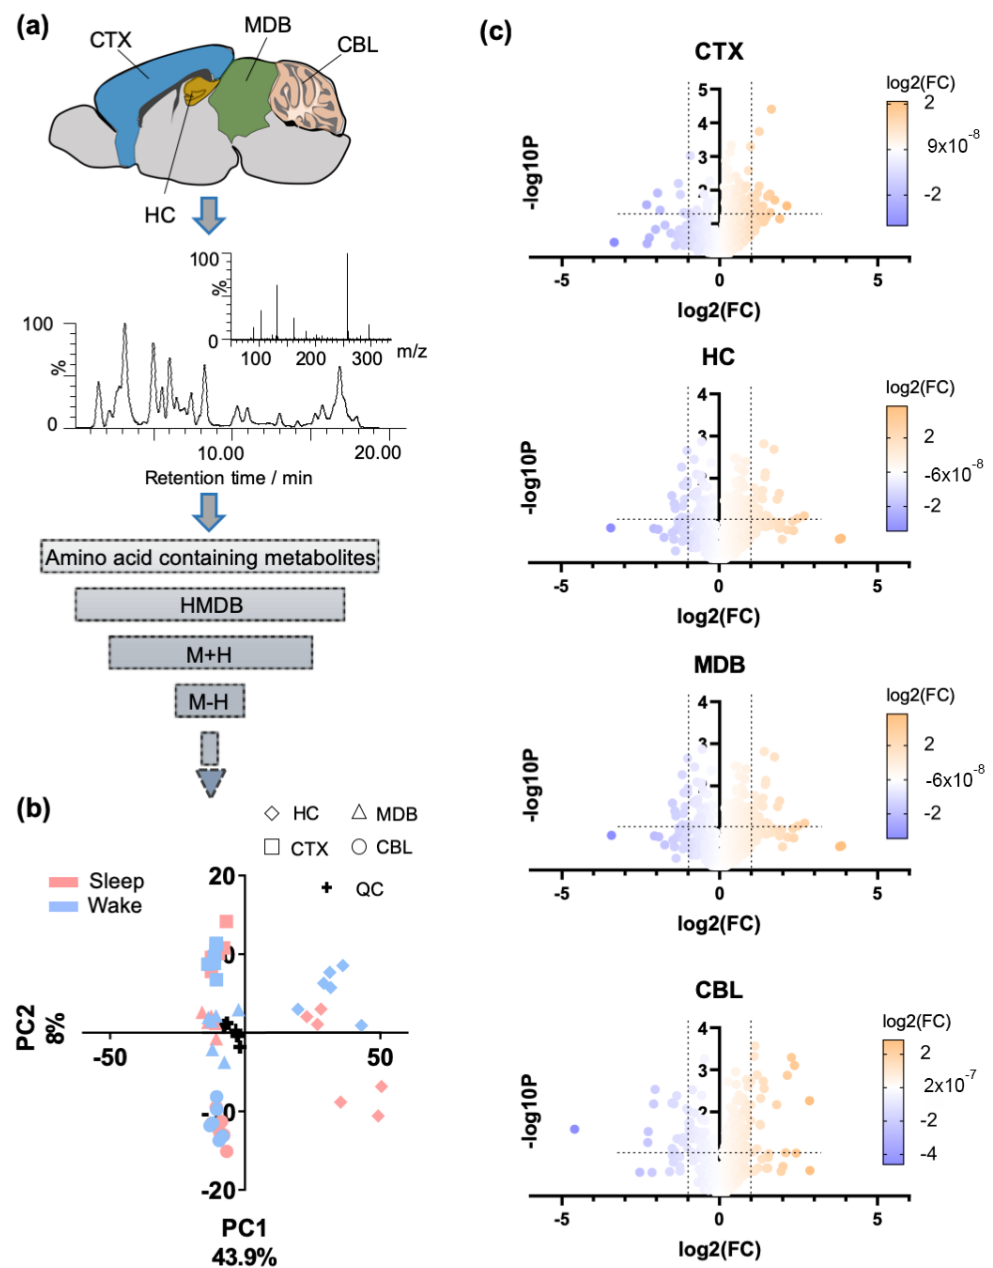 (a)
CTX
MDB
CBL
HC
100
%
0
100
200
300
m/z
100
%
0
10.00
20.00
Retention time / min
Amino acid containing metabolites
HMDB
M+H
M-H
(b)
HC
MDB
CTX
CBL
QC
Sleep
Wake
20
-50
50
-20
PC2
8%
PC1
43.9%
(c)
CTX
-log10P
5
4
3
2
-5
0
5
log2(FC)
log2(FC)
2
9x10⁻⁸
-2
HC
-log10P
4
3
-5
0
5
log2(FC)
log2(FC)
2
-6x10⁻⁸
-2
MDB
-log10P
4
3
-5
0
5
log2(FC)
log2(FC)
2
-6x10⁻⁸
-2
CBL
-log10P
4
3
2
-5
0
5
log2(FC)
log2(FC)
2
2x10⁻⁷
-2
-4